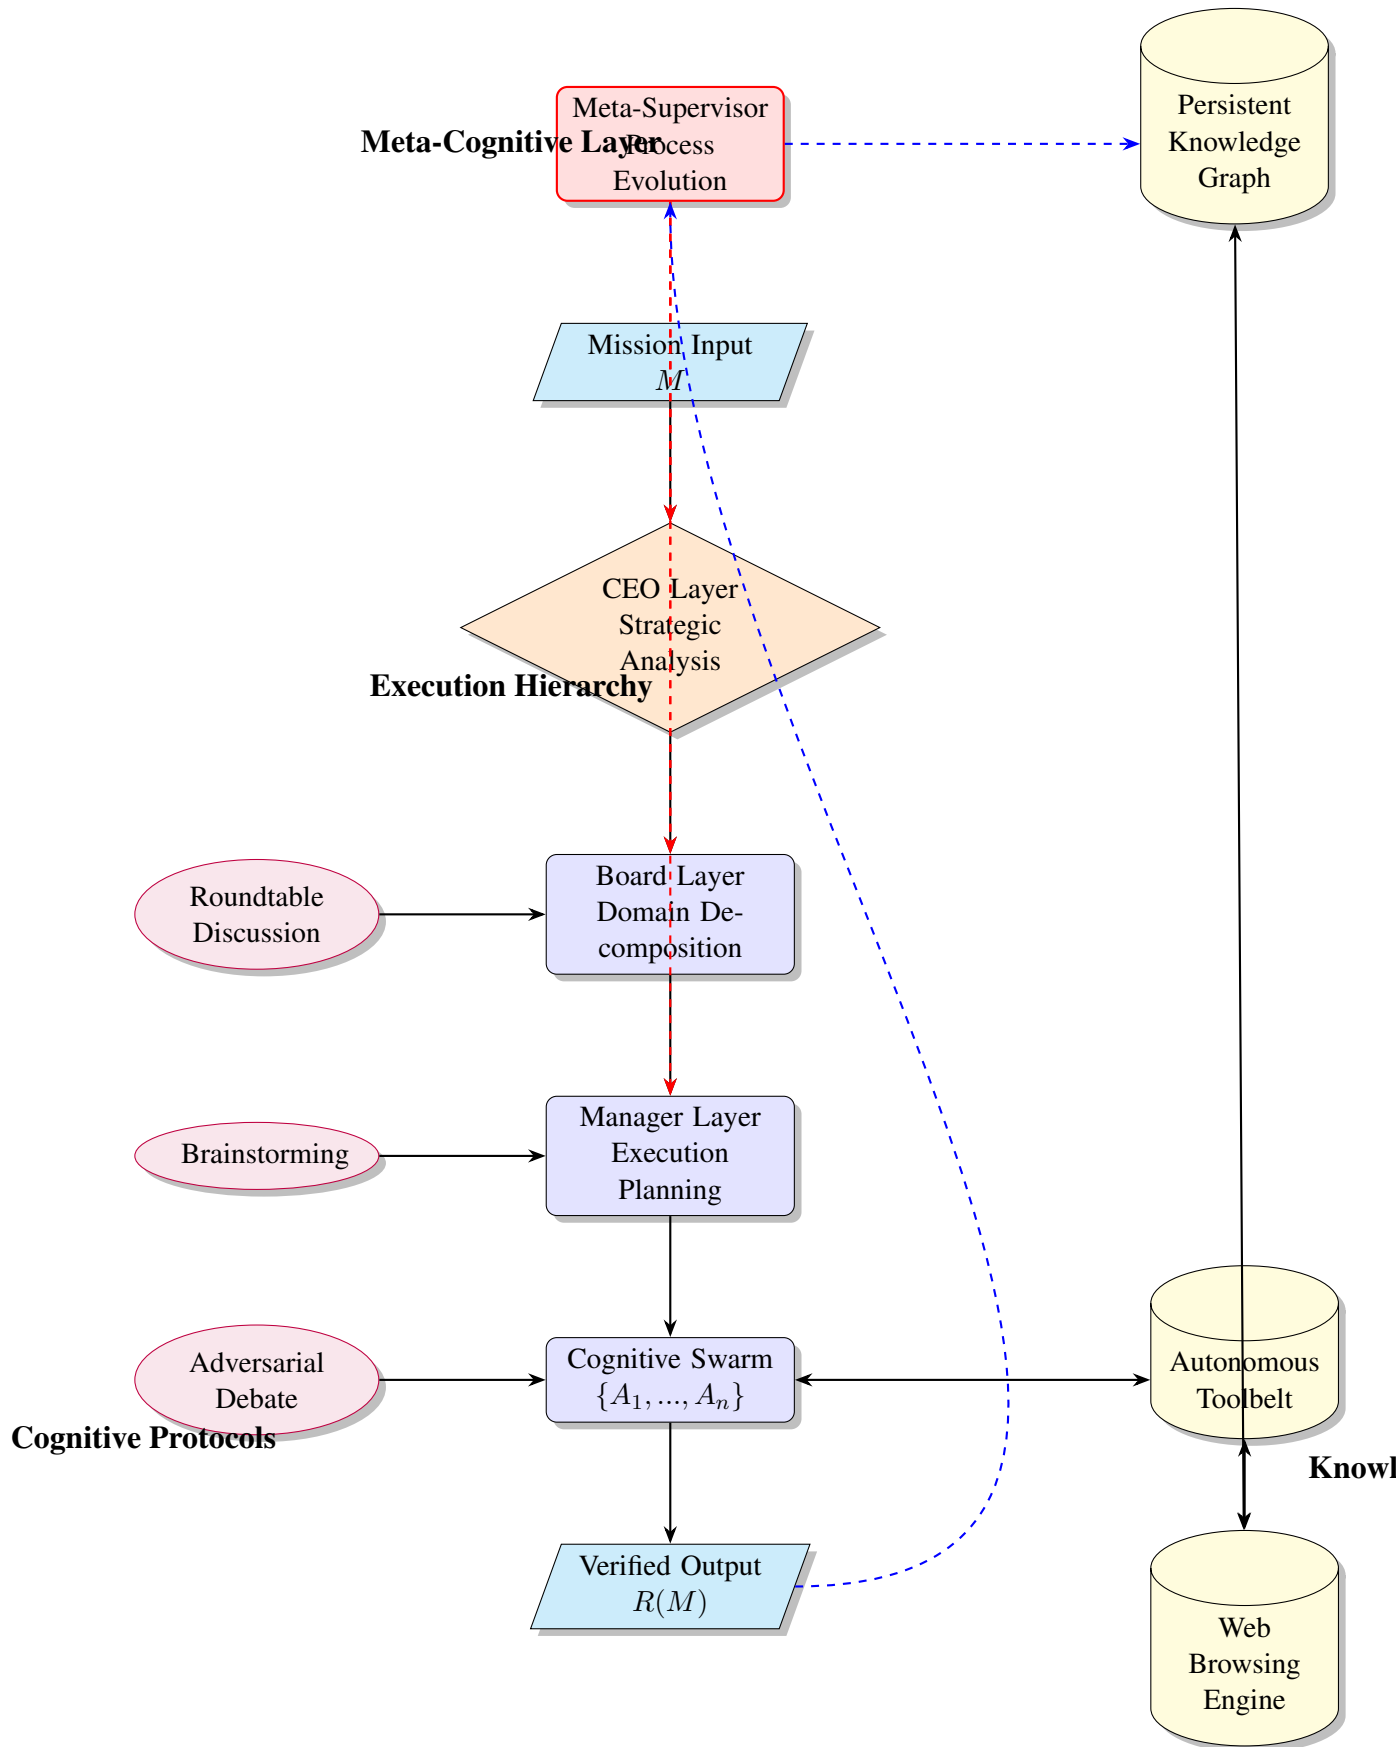 Persistent
Knowledge
Graph
Meta-Supervisor
Process
Evolution
Meta-Cognitive Layer
Mission Input
M
CEO Layer
Strategic
Analysis
Execution Hierarchy
Roundtable
Discussion
Board Layer
Domain De-
composition
Brainstorming
Manager Layer
Execution
Planning
Adversarial
Debate
Cognitive Protocols
Cognitive Swarm
{A₁, ..., Aₙ}
Autonomous
Toolbelt
Knowl
Verified Output
R(M)
Web
Browsing
Engine